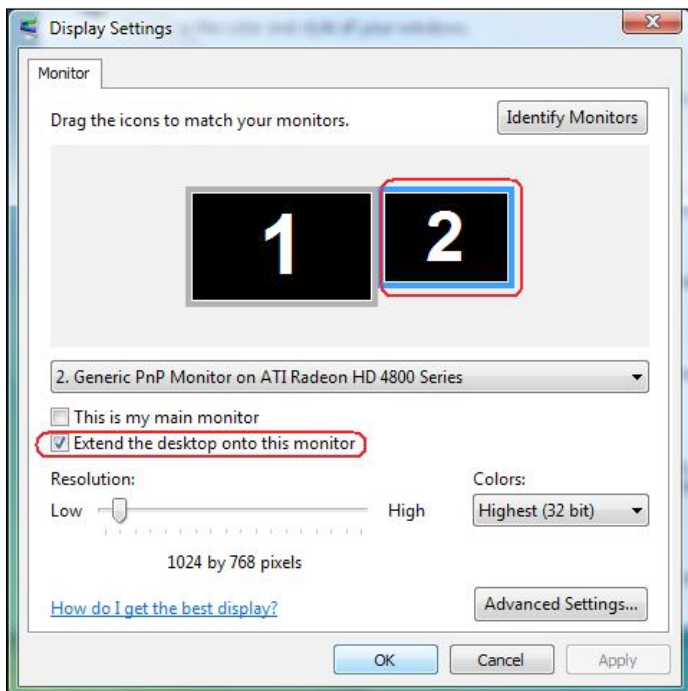 Display Settings
Monitor
Drag the icons to match your monitors.
Identify Monitors
1
2
2. Generic PnP Monitor on ATI Radeon HD 4800 Series
This is my main monitor
Extend the desktop onto this monitor
Resolution:
Colors:
Low
High
Highest (32 bit)
1024 by 768 pixels
How do I get the best display?
Advanced Settings...
OK
Cancel
Apply